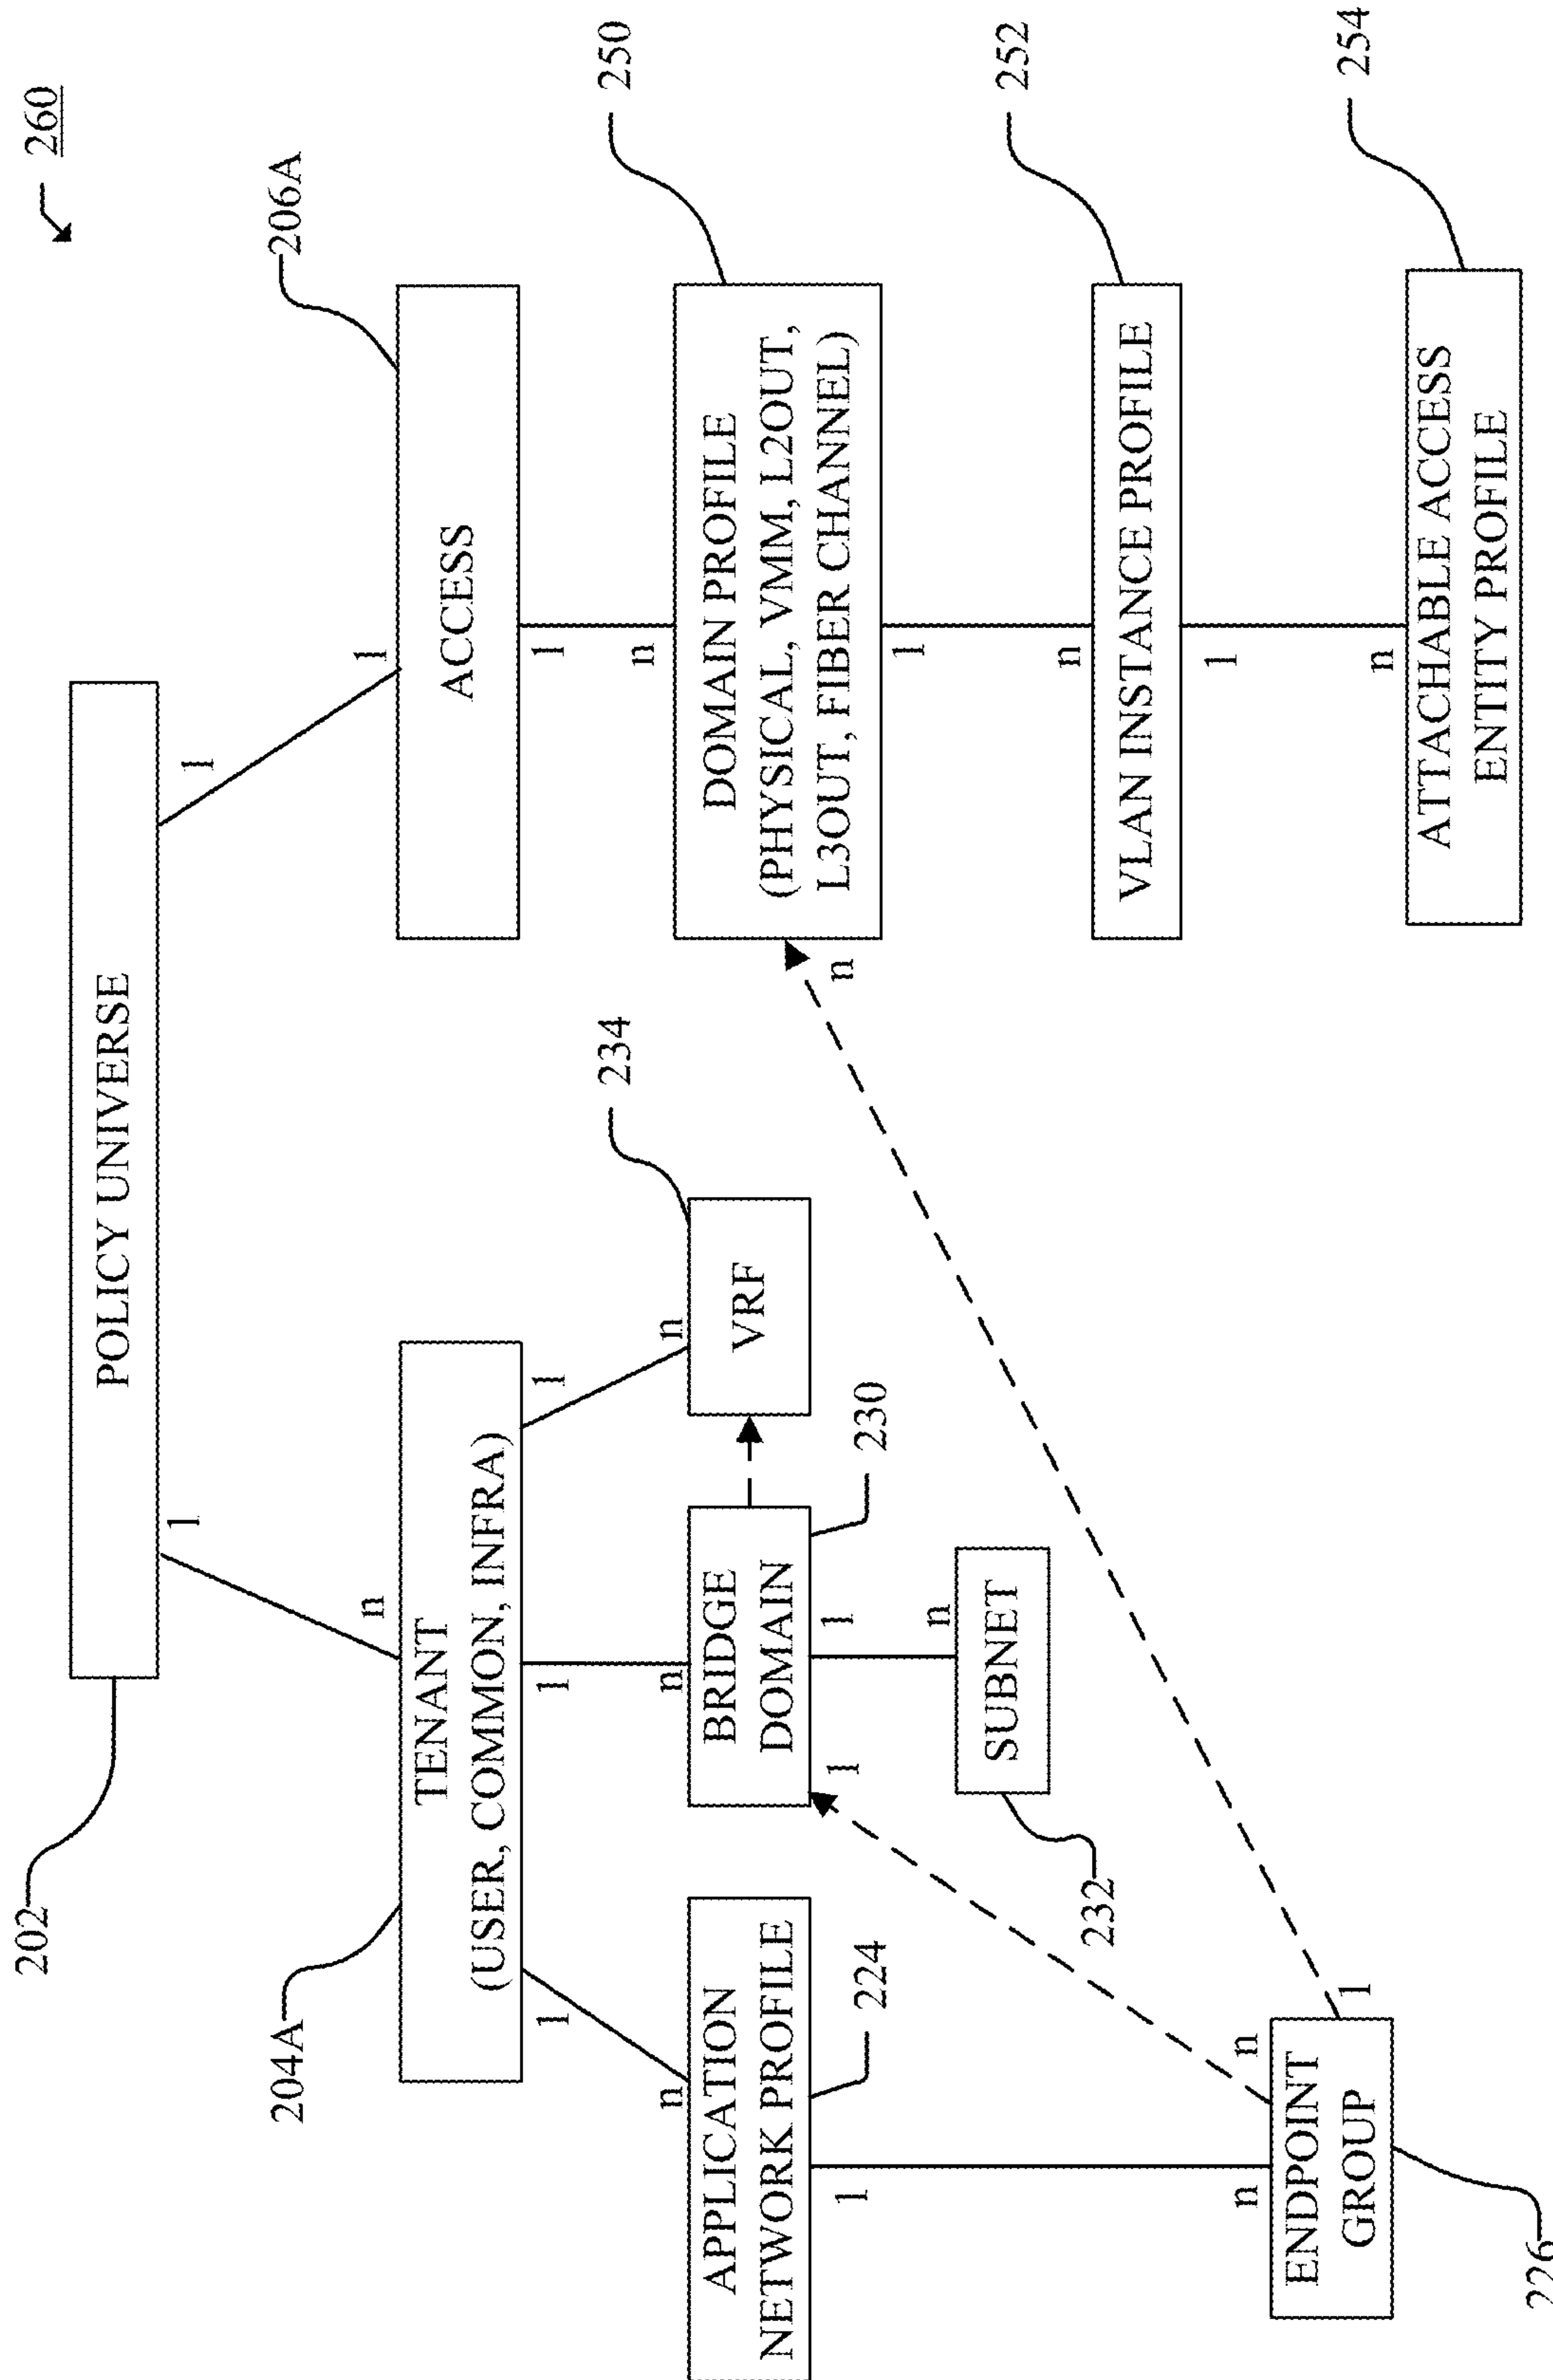 260
POLICY UNIVERSE
202
1
1
n
1
204A
206A
TENANT
(USER, COMMON, INFRA)
ACCESS
1
1
1
1
n
n
n
n
234
250
APPLICATION
NETWORK PROFILE
BRIDGE
DOMAIN
VRF
DOMAIN PROFILE
(PHYSICAL, VMM, L2OUT,
L3OUT, FIBER CHANNEL)
1
224
1
1
230
n
1
n
SUBNET
232
n
252
VLAN INSTANCE PROFILE
1
n
n
1
n
254
ENDPOINT
GROUP
226
ATTACHABLE ACCESS
ENTITY PROFILE